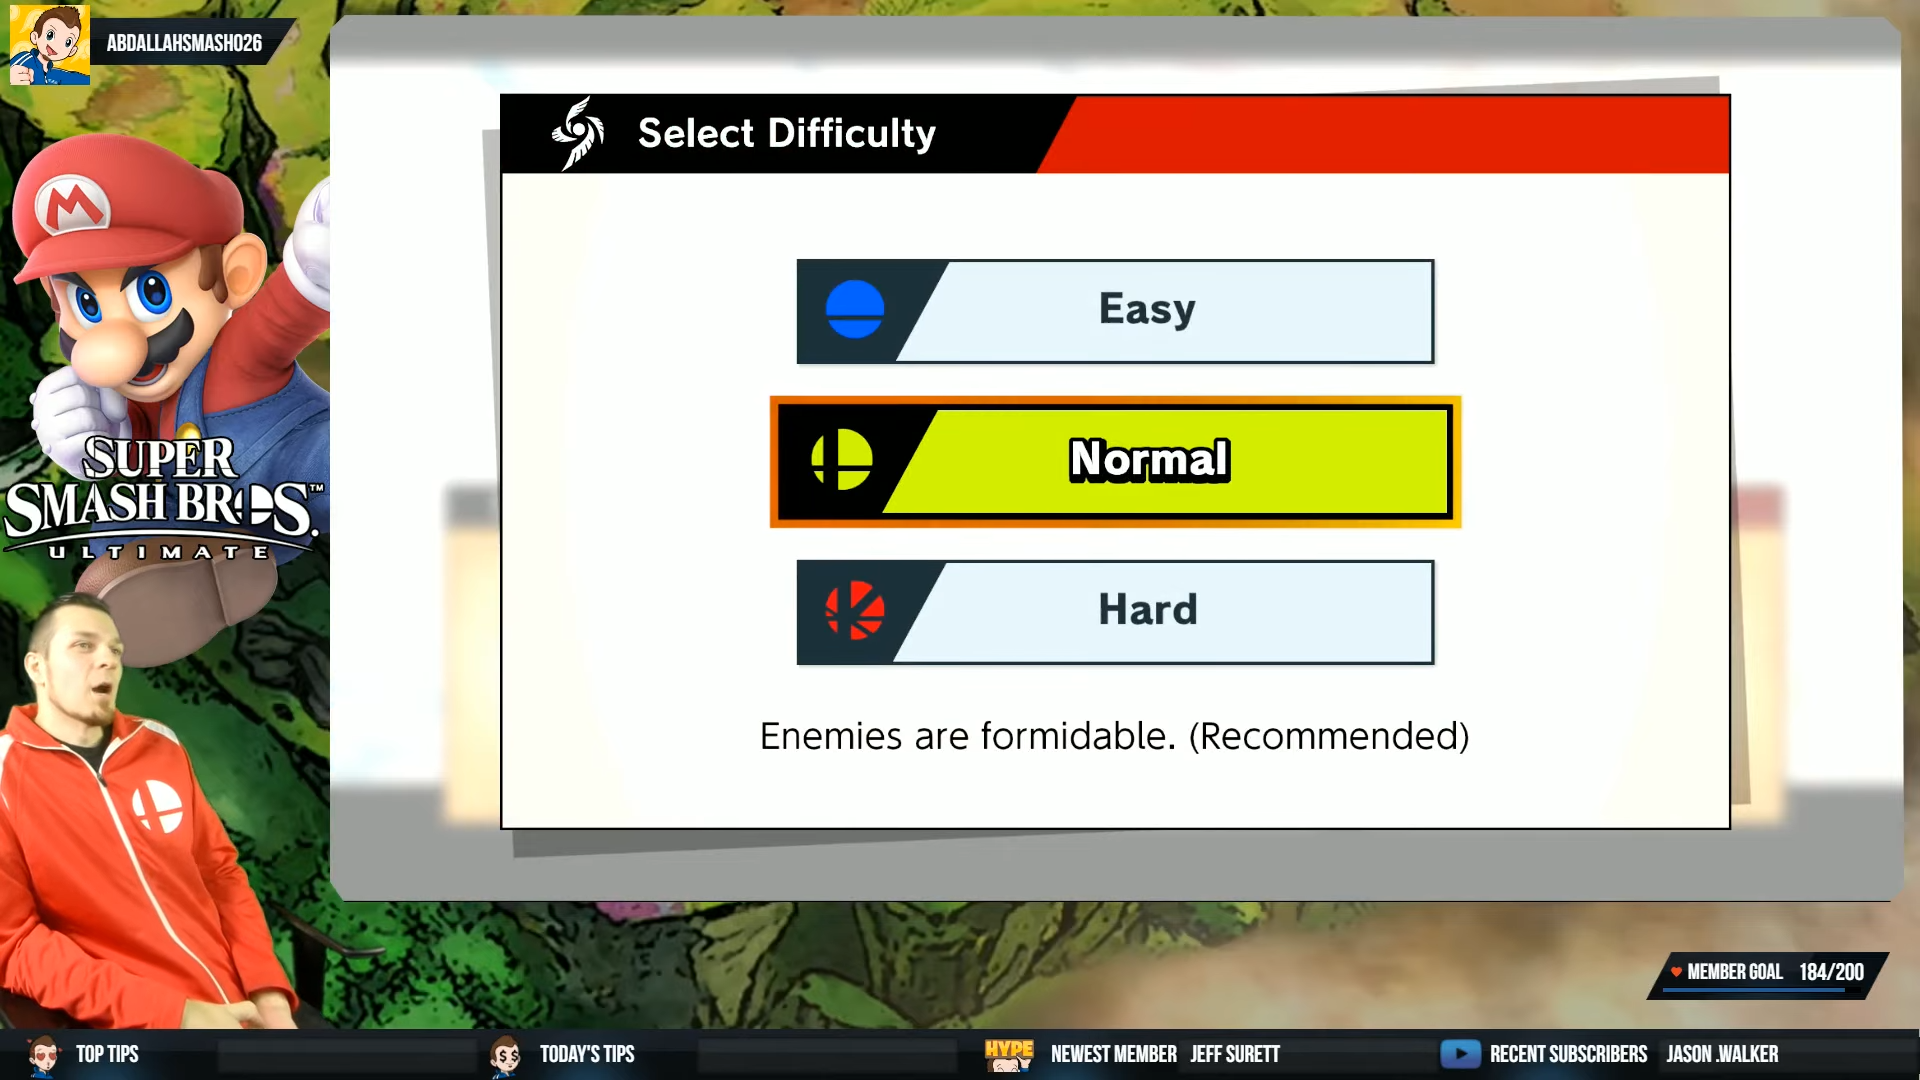 ABDALLAHSMASH026
Select Difficulty
Easy
Normal
Hard
Enemies are formidable. (Recommended)
M
SUPER
SMASH BROS.™
ULTIMATE
MEMBER GOAL 184/200
TOP TIPS
TODAY'S TIPS
HYPE
NEWEST MEMBER JEFF SURETT
RECENT SUBSCRIBERS JASON .WALKER